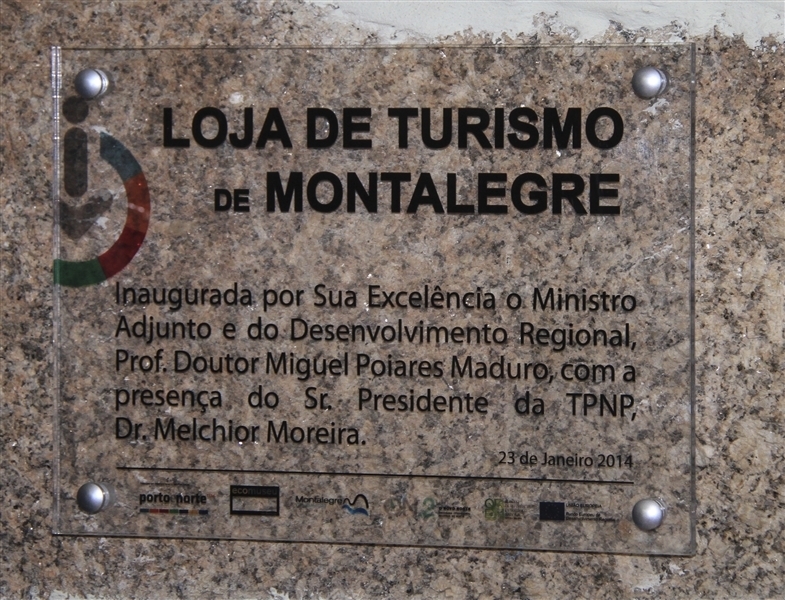 LOJA DE TURISMO
DE MONTALEGRE
Inaugurada por Sua Excelência o Ministro
Adjunto e do Desenvolvimento Regional,
Prof. Doutor Miguel Poiares Maduro, com a
presença do Sr. Presidente da TPNP,
Dr. Melchior Moreira.
23 de Janeiro 2014
porto norte
ecomuseu
Montalegre